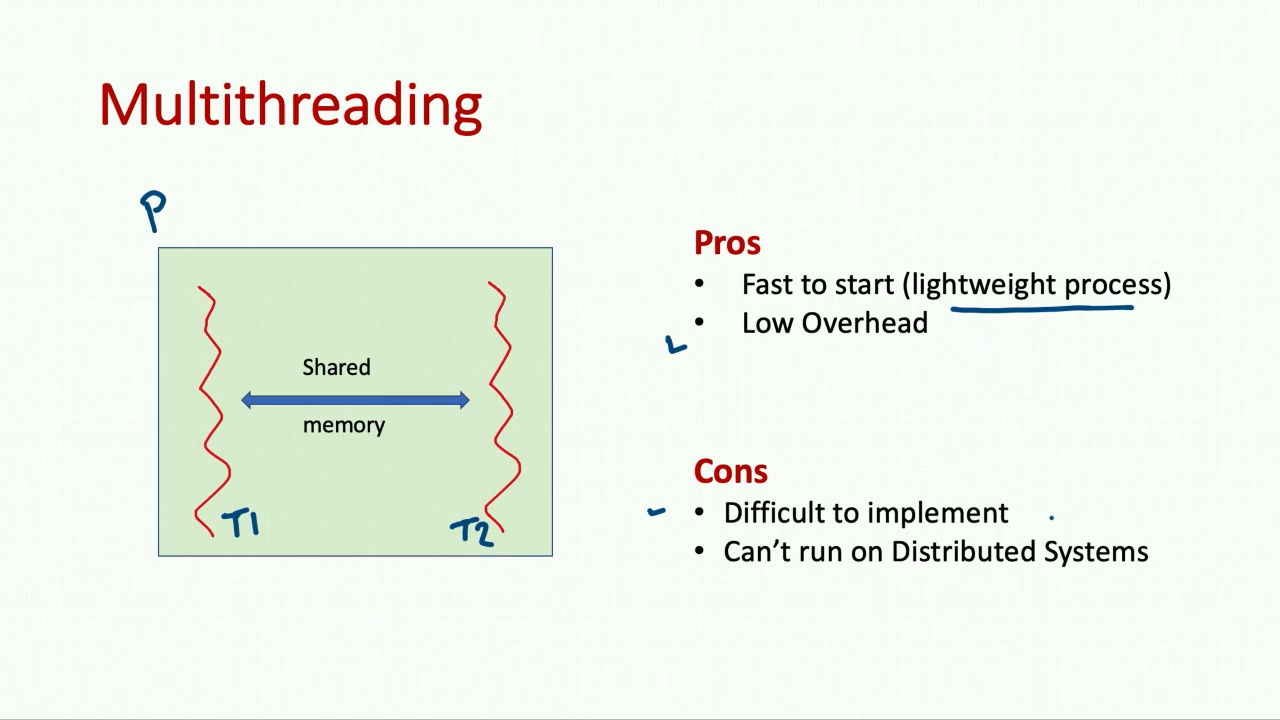 Multithreading
P
Shared
memory
T1
T2
Pros
• Fast to start (lightweight process)
• Low Overhead
Cons
• Difficult to implement
• Can’t run on Distributed Systems